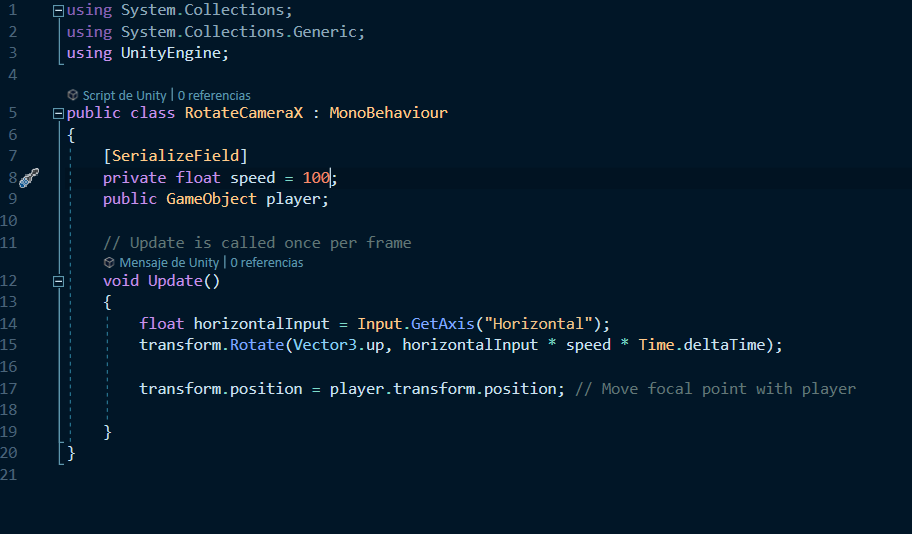 1 using System.Collections;
2 using System.Collections.Generic;
3 using UnityEngine;
4
Script de Unity | 0 referencias
5 public class RotateCameraX : MonoBehaviour
6 {
7 [SerializeField]
8 private float speed = 100;
9 public GameObject player;
10
11 // Update is called once per frame
Mensaje de Unity | 0 referencias
12 void Update()
13 {
14 float horizontalInput = Input.GetAxis("Horizontal");
15 transform.Rotate(Vector3.up, horizontalInput * speed * Time.deltaTime);
16
17 transform.position = player.transform.position; // Move focal point with player
18
19 }
20 }
21